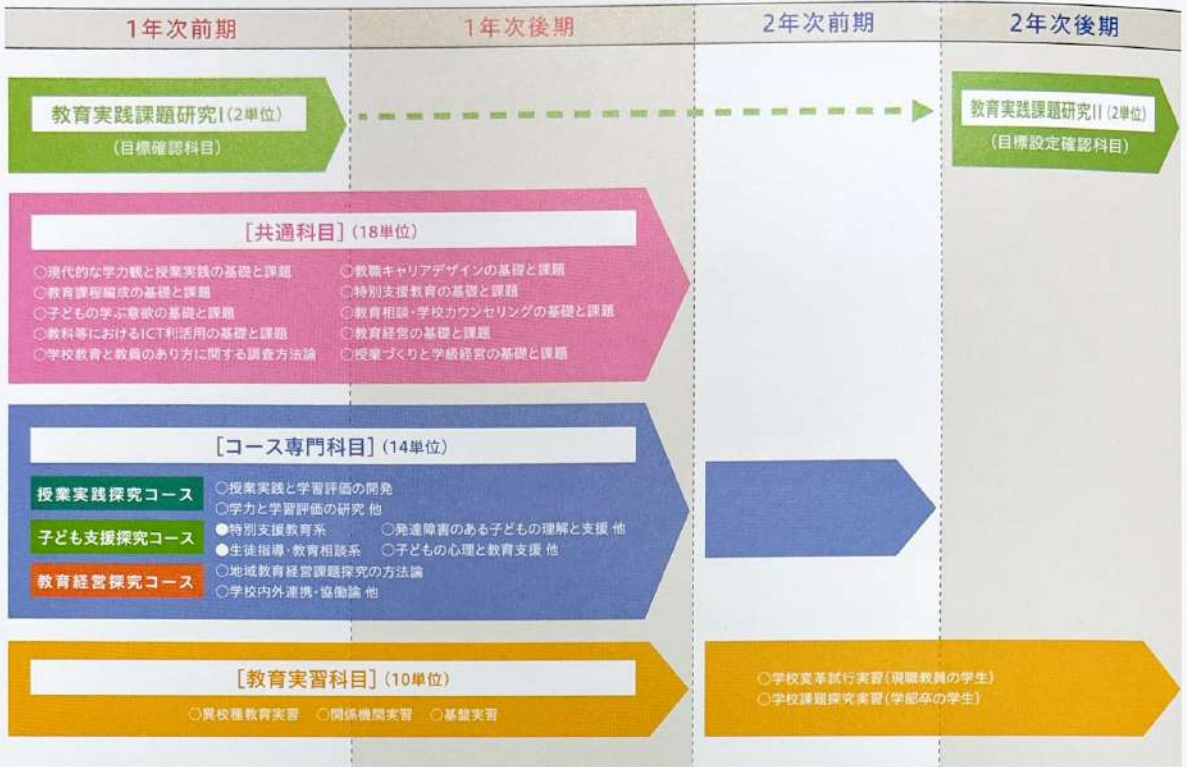 1年次前期 1年次後期 2年次前期 2年次後期
教育実践課題研究I(2単位)
(目標確認科目)
教育実践課題研究II(2単位)
(目標設定確認科目)
[共通科目](18単位)
○現代的な学力観と授業実践の基礎と課題
○教育課程編成の基礎と課題
○子どもの学ぶ意欲の基礎と課題
○教科等におけるICT利活用の基礎と課題
○学校教育と教員のあり方に関する調査方法論
○教職キャリアデザインの基礎と課題
○特別支援教育の基礎と課題
○教育相談・学校カウンセリングの基礎と課題
○教育経営の基礎と課題
○授業づくりと学級経営の基礎と課題
[コース専門科目](14単位)
授業実践探究コース
○授業実践と学習評価の開発
○学力と学習評価の研究 他
子ども支援探究コース
●特別支援教育系 ○発達障害のある子どもの理解と支援 他
●生徒指導・教育相談系 ○子どもの心理と教育支援 他
教育経営探究コース
○地域教育経営課題探究の方法論
○学校内外連携・協働論 他
[教育実習科目](10単位)
○異校種教育実習 ○関係機関実習 ○基盤実習
○学校変革試行実習(現職教員の学生)
○学校課題探究実習(学部卒の学生)